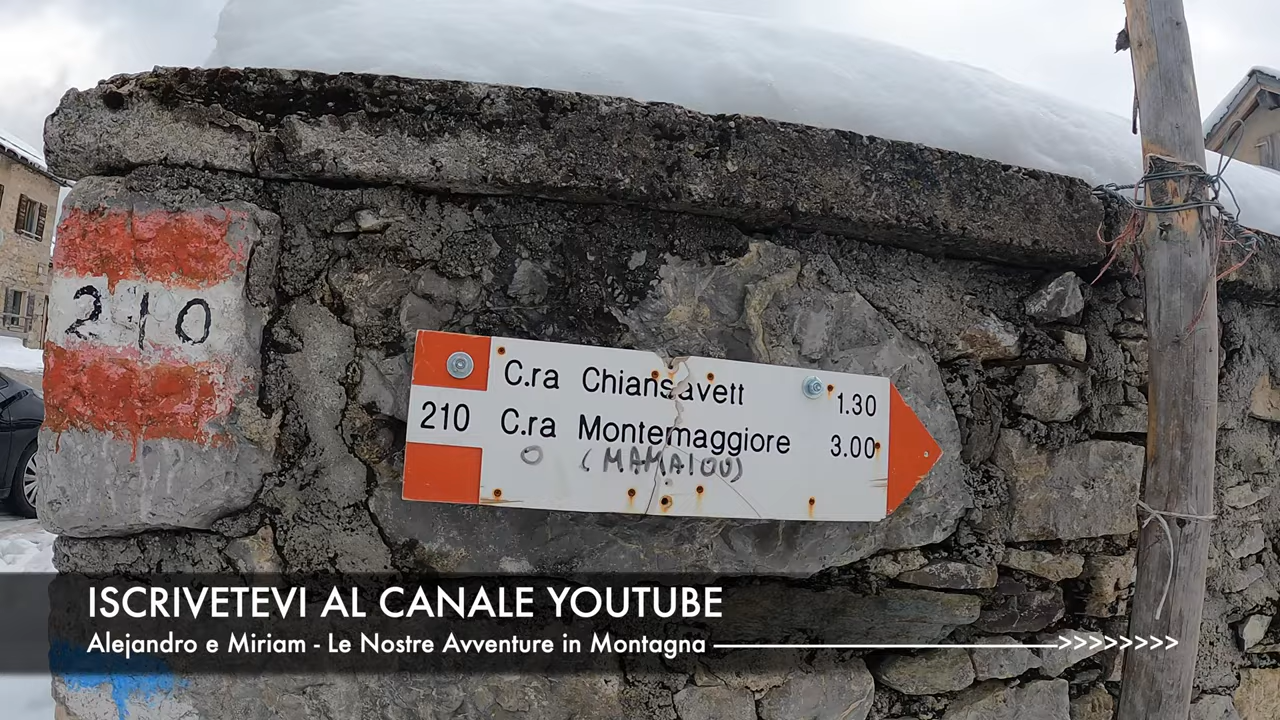 210
C.ra Chiansavett 1.30
210 C.ra Montemaggiore 3.00
O (MAMAIOU)
ISCRIVETEVI AL CANALE YOUTUBE
Alejandro e Miriam - Le Nostre Avventure in Montagna >>>>>>>>